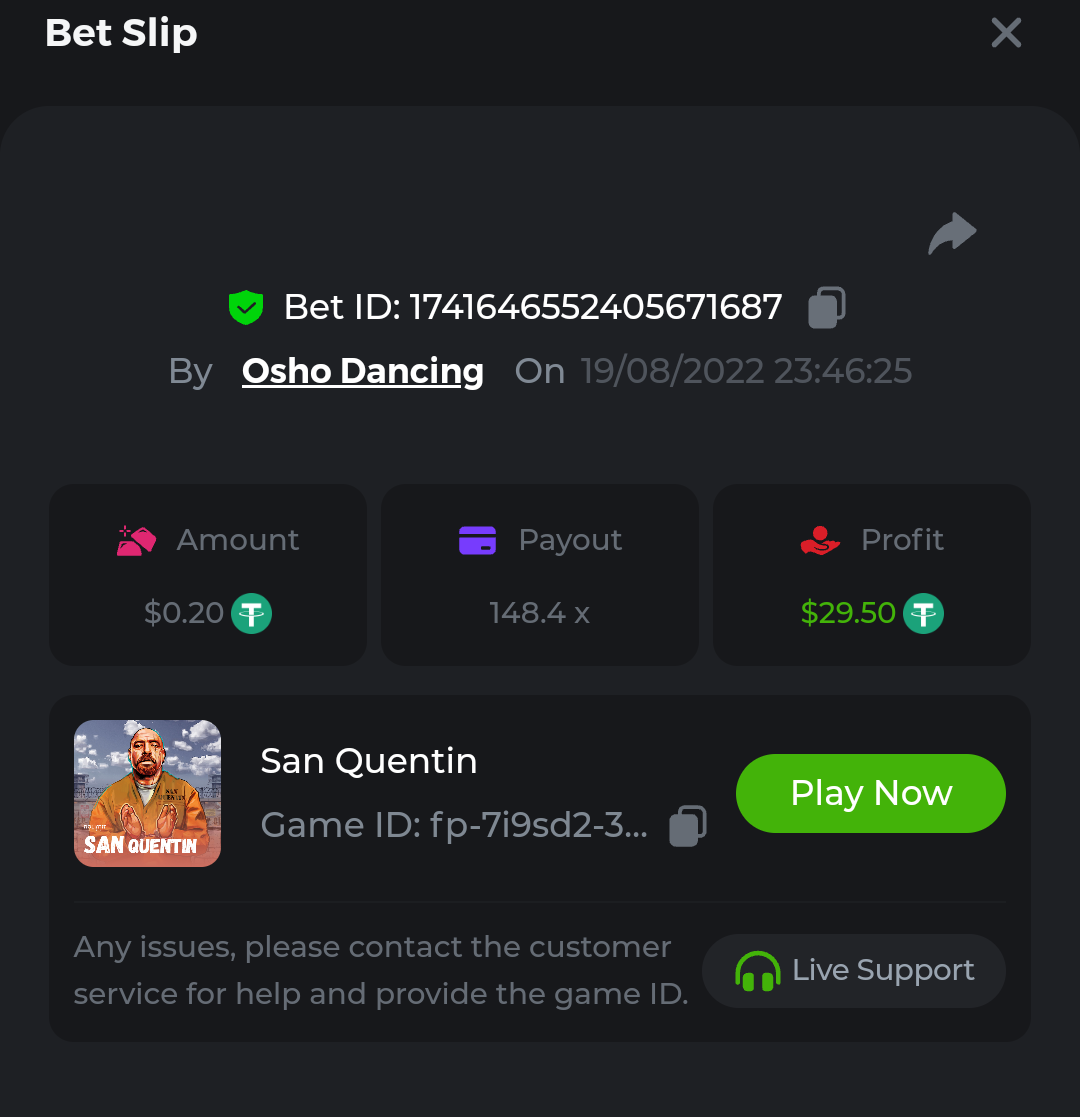 Bet Slip
Bet ID: 1741646552405671687
By Osho Dancing On 19/08/2022 23:46:25
Amount
Payout
Profit
$0.20
148.4 x
$29.50
San Quentin
Game ID: fp-7i9sd2-3...
Play Now
SAN QUENTIN
Any issues, please contact the customer
service for help and provide the game ID.
Live Support